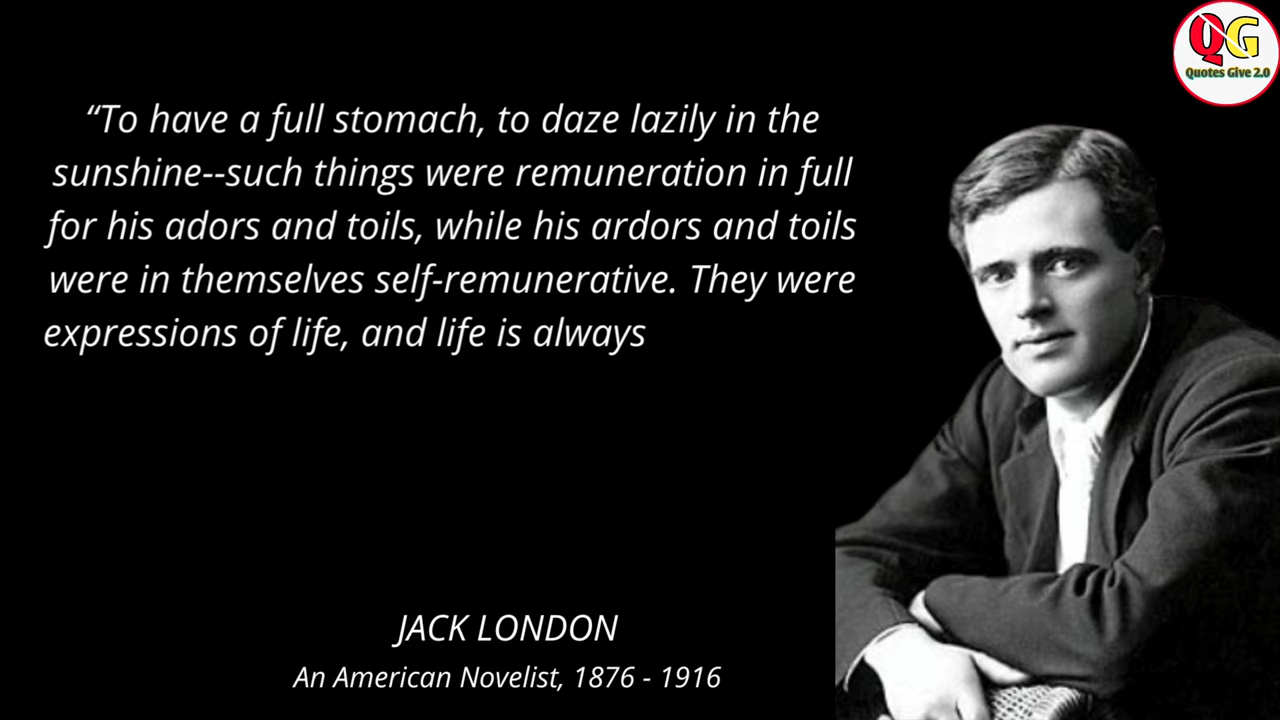 QG
Quotes Give 2.0
“To have a full stomach, to daze lazily in the
sunshine--such things were remuneration in full
for his adors and toils, while his ardors and toils
were in themselves self-remunerative. They were
expressions of life, and life is always
JACK LONDON
An American Novelist, 1876 - 1916